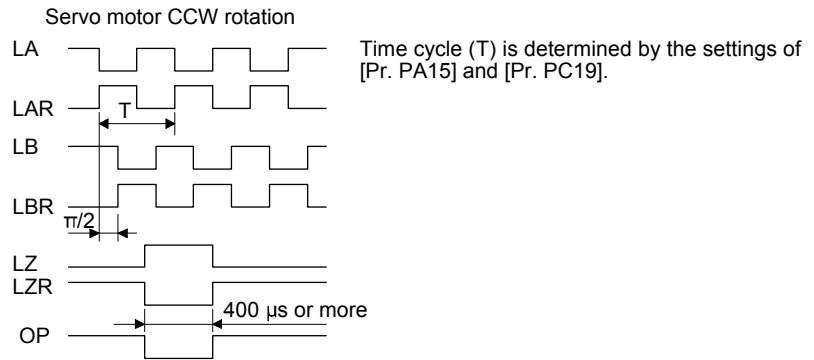 Servo motor CCW rotation
LA
Time cycle (T) is determined by the settings of
[Pr. PA15] and [Pr. PC19].
LAR
T
LB
LBR
π/2
LZ
LZR
400 μs or more
OP